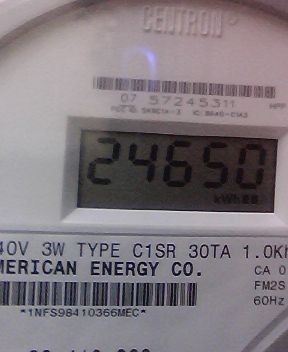 CENTRON®
07 57245311
24650
kWh
40V 3W TYPE C1SR 30TA 1.0Kh
MERICAN ENERGY CO.
CA 0
FM2S
60Hz
*1NFS98410366MEC*